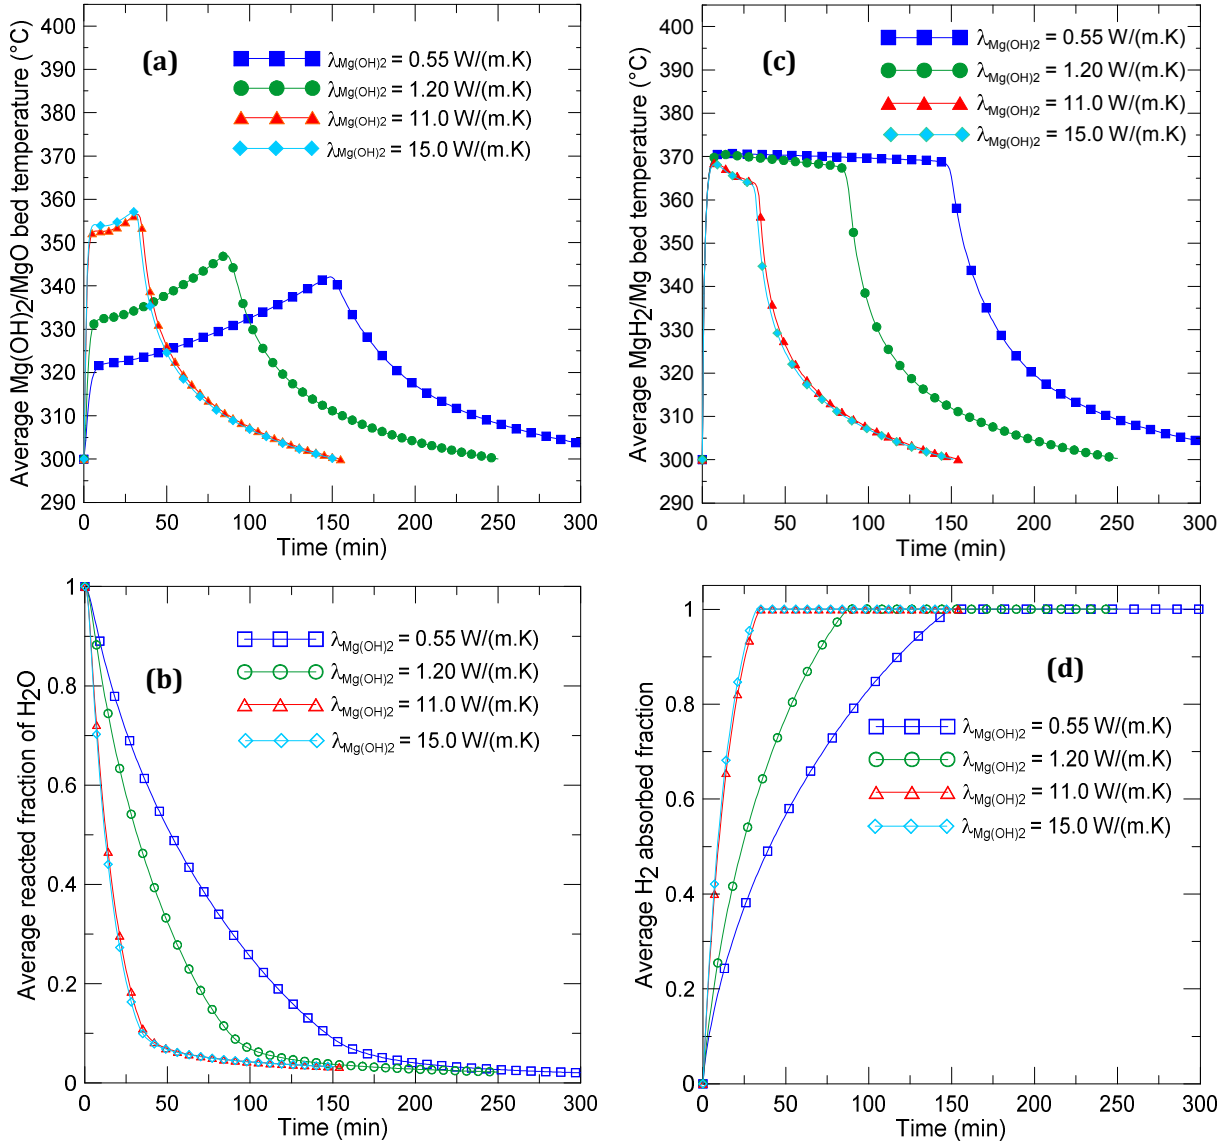 (a)
λMg(OH)2 = 0.55 W/(m.K)
λMg(OH)2 = 1.20 W/(m.K)
λMg(OH)2 = 11.0 W/(m.K)
λMg(OH)2 = 15.0 W/(m.K)
Average Mg(OH)2/MgO bed temperature (°C)
400
390
380
370
360
350
340
330
320
310
300
290
0 50 100 150 200 250 300
Time (min)
(c)
λMg(OH)2 = 0.55 W/(m.K)
λMg(OH)2 = 1.20 W/(m.K)
λMg(OH)2 = 11.0 W/(m.K)
λMg(OH)2 = 15.0 W/(m.K)
Average MgH2/Mg bed temperature (°C)
400
390
380
370
360
350
340
330
320
310
300
290
0 50 100 150 200 250 300
Time (min)
(b)
λMg(OH)2 = 0.55 W/(m.K)
λMg(OH)2 = 1.20 W/(m.K)
λMg(OH)2 = 11.0 W/(m.K)
λMg(OH)2 = 15.0 W/(m.K)
Average reacted fraction of H2O
1
0.8
0.6
0.4
0.2
0
0 50 100 150 200 250 300
Time (min)
(d)
λMg(OH)2 = 0.55 W/(m.K)
λMg(OH)2 = 1.20 W/(m.K)
λMg(OH)2 = 11.0 W/(m.K)
λMg(OH)2 = 15.0 W/(m.K)
Average H2 absorbed fraction
1
0.8
0.6
0.4
0.2
0
0 50 100 150 200 250 300
Time (min)